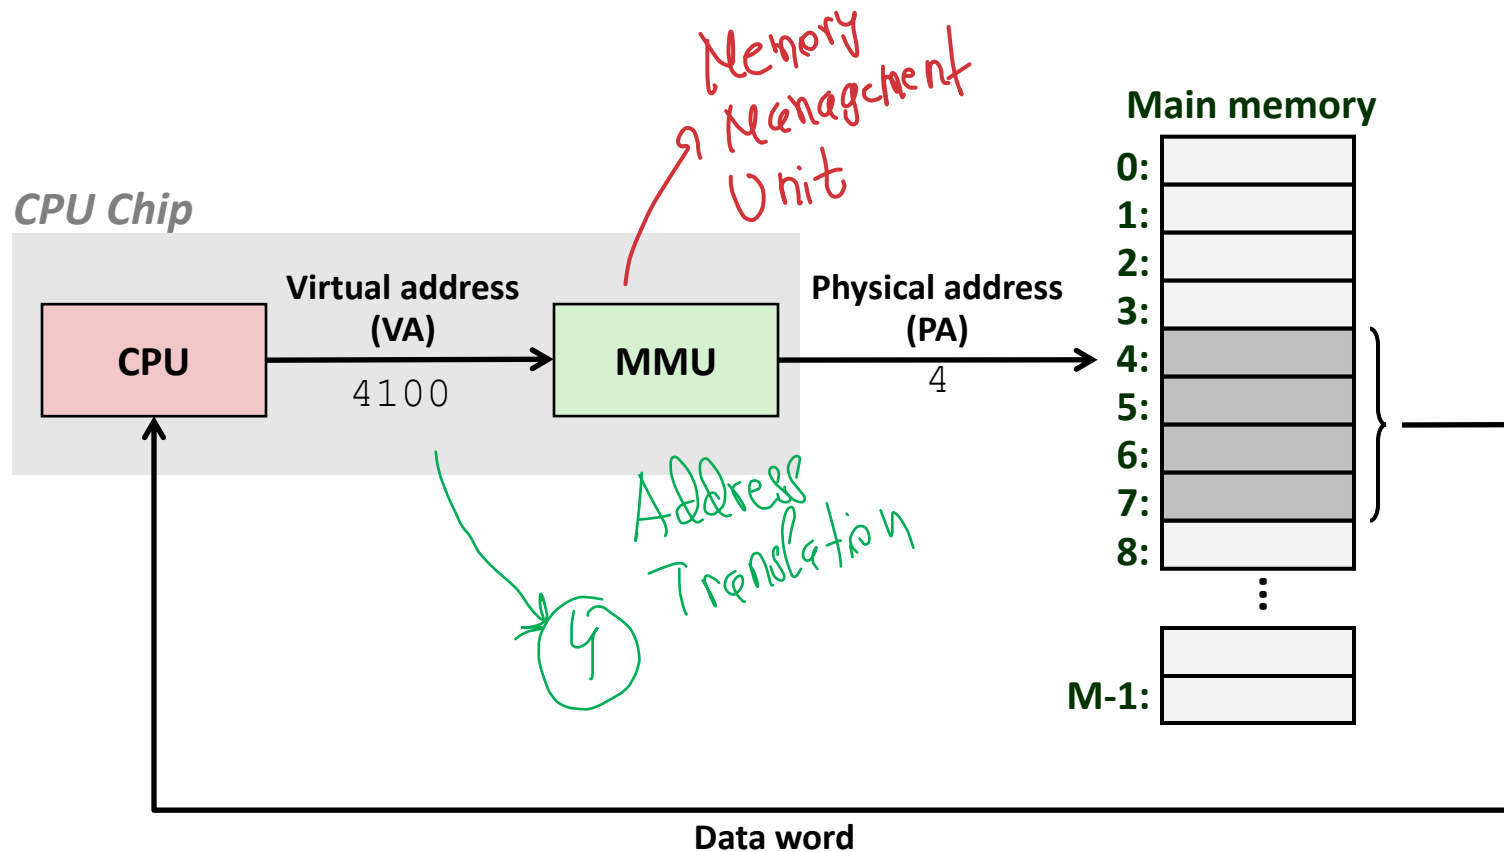 Memory
Management
Unit
Main memory
CPU Chip
0:
1:
2:
3:
4:
5:
6:
7:
8:
⋮
M-1:
Virtual address
(VA)
4100
CPU
MMU
Physical address
(PA)
4
Address
Translation
4
Data word